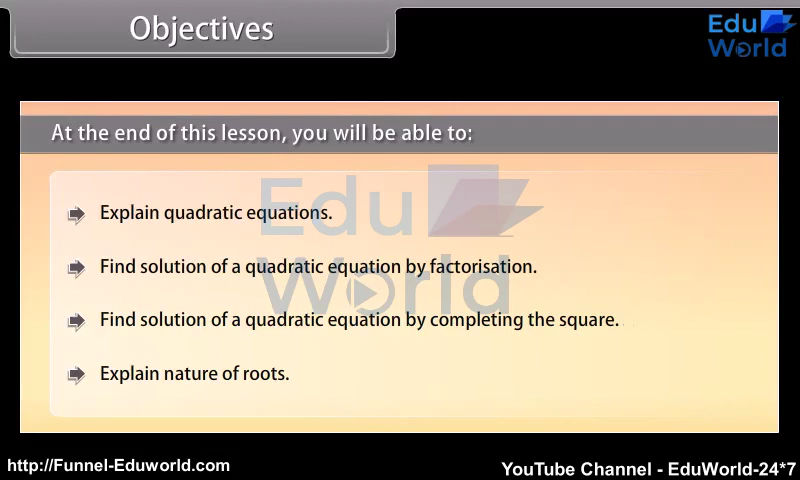 Objectives
Edu
World
At the end of this lesson, you will be able to:
Explain quadratic equations.
Find solution of a quadratic equation by factorisation.
Find solution of a quadratic equation by completing the square.
Explain nature of roots.
Edu
World
http://Funnel-Eduworld.com
YouTube Channel - EduWorld-24*7